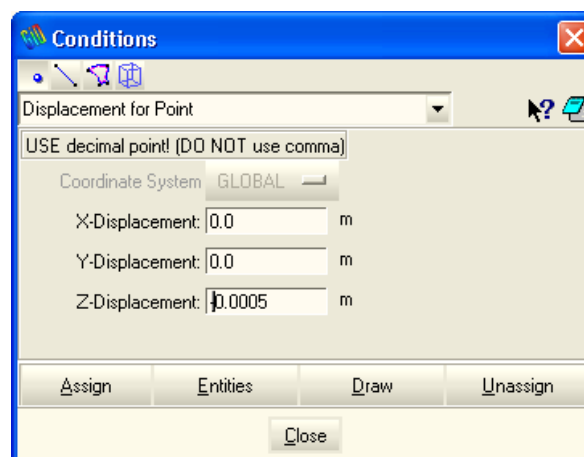 Conditions
Displacement for Point
USE decimal point! (DO NOT use comma)
Coordinate System GLOBAL
X-Displacement: 0.0 m
Y-Displacement: 0.0 m
Z-Displacement: -0.0005 m
Assign Entities Draw Unassign
Close